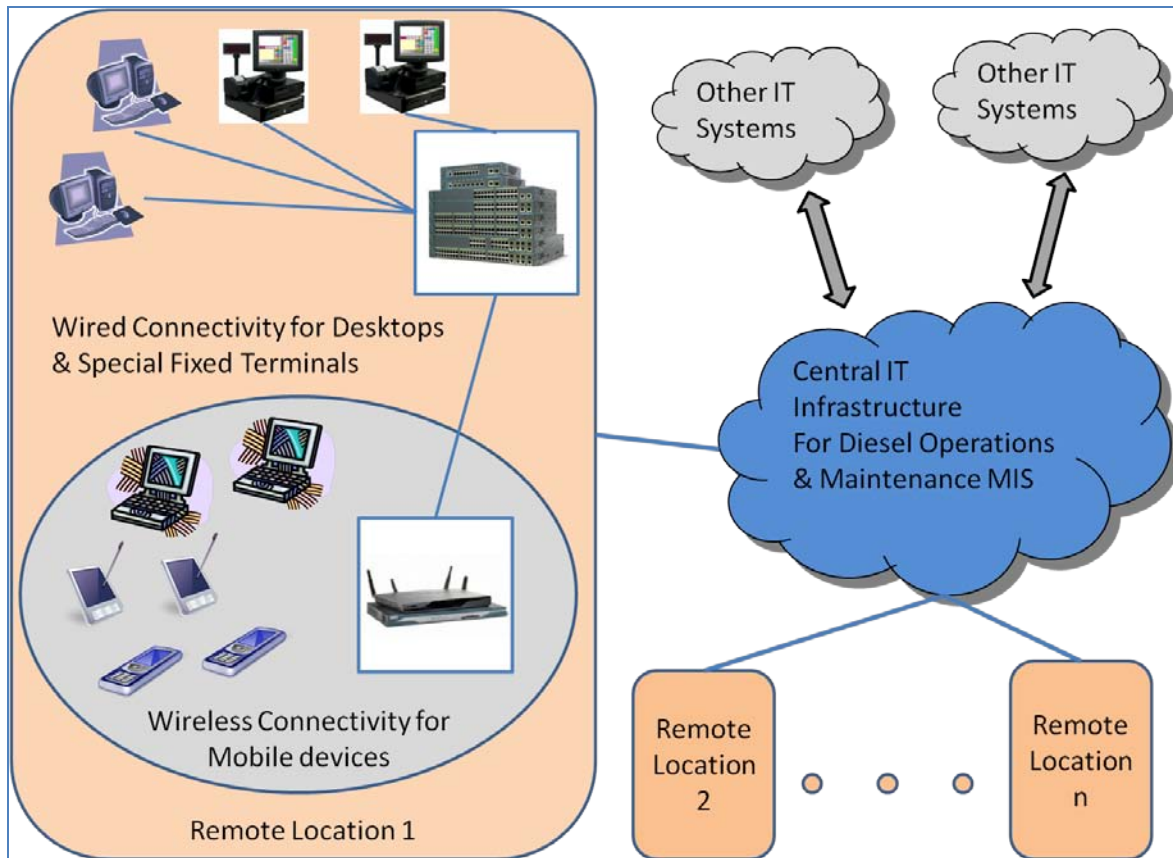 Other IT
Systems
Other IT
Systems
Wired Connectivity for Desktops
& Special Fixed Terminals
Central IT
Infrastructure
For Diesel Operations
& Maintenance MIS
Wireless Connectivity for
Mobile devices
Remote Location 1
Remote
Location
2
Remote
Location
n